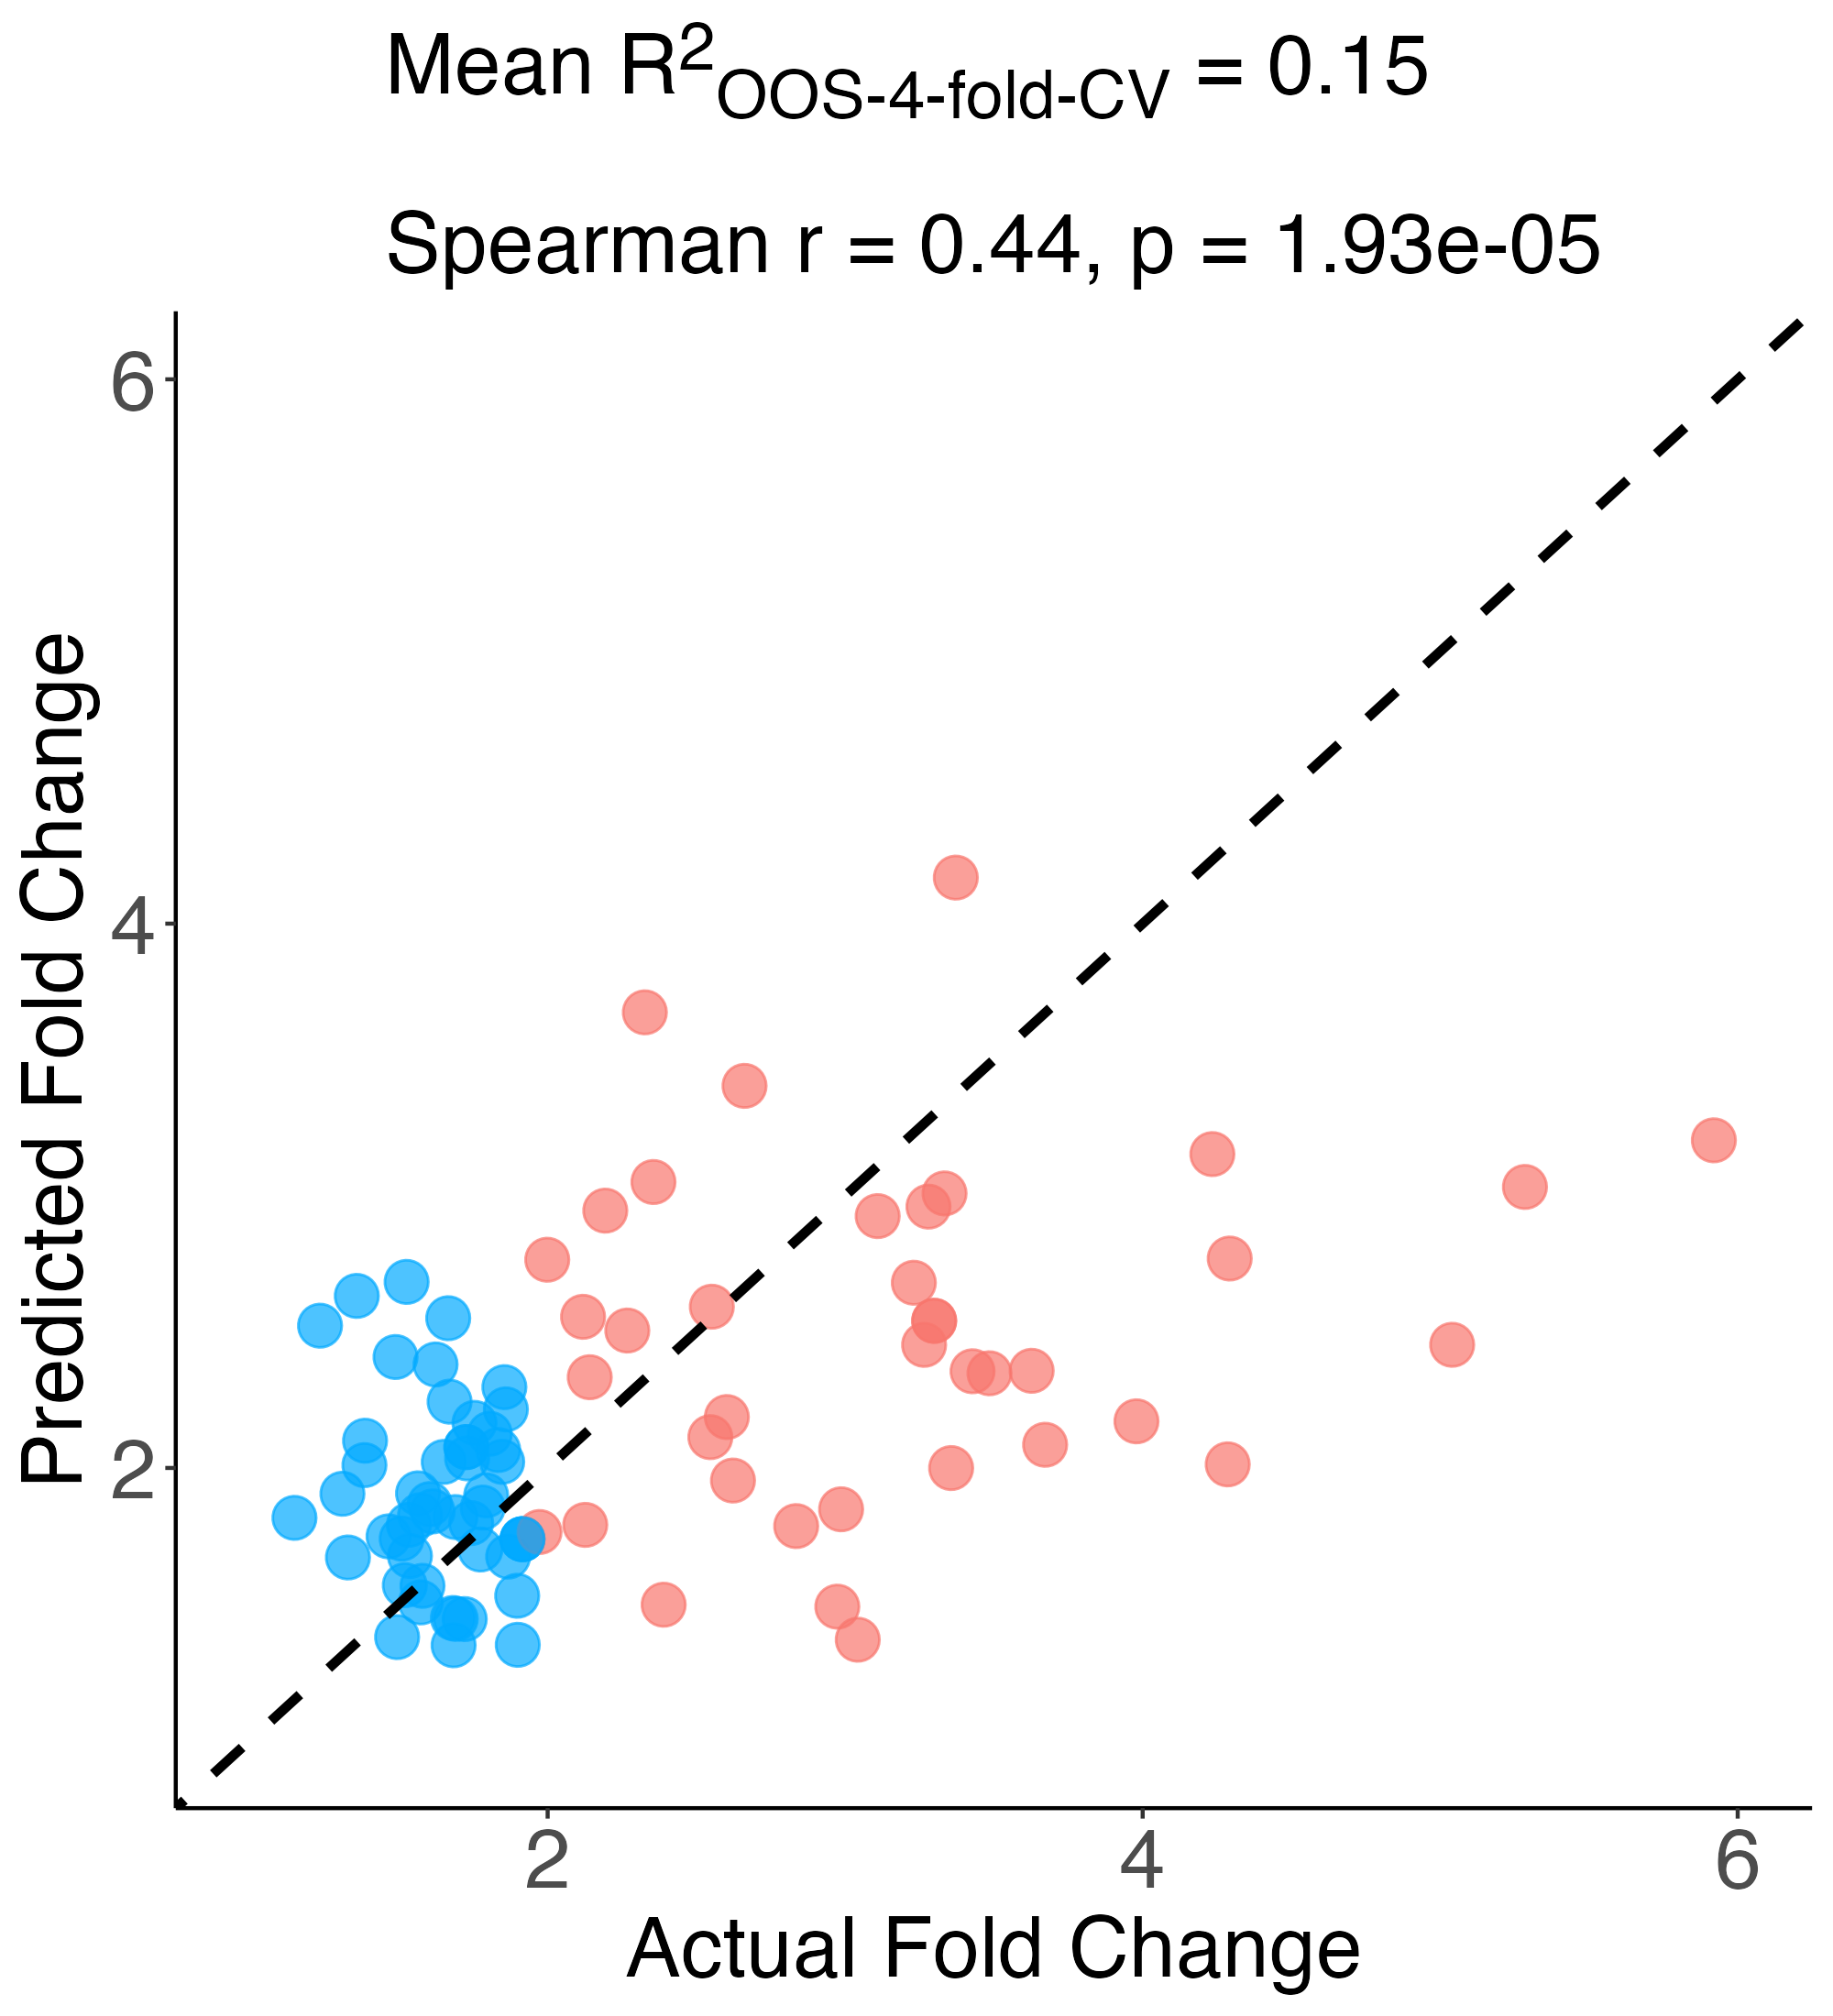 Mean R²OOS-4-fold-CV = 0.15
Spearman r = 0.44, p = 1.93e-05
6
4
2
Predicted Fold Change
2 4 6
Actual Fold Change